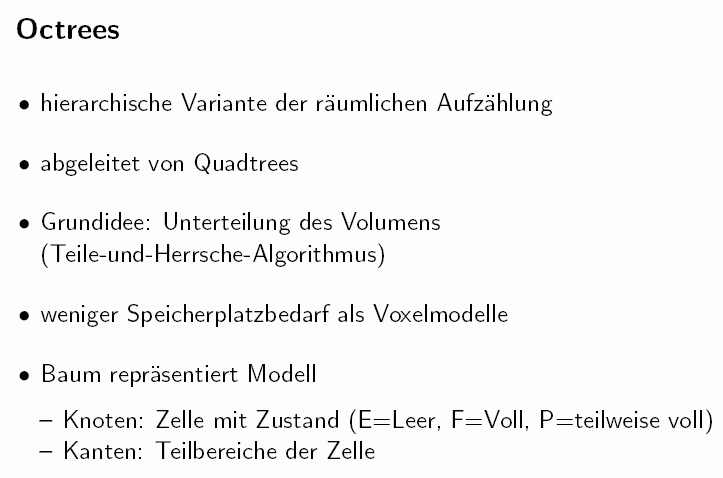 Octrees
• hierarchische Variante der räumlichen Aufzählung
• abgeleitet von Quadtrees
• Grundidee: Unterteilung des Volumens
(Teile-und-Herrsche-Algorithmus)
• weniger Speicherplatzbedarf als Voxelmodelle
• Baum repräsentiert Modell
– Knoten: Zelle mit Zustand (E=Leer, F=Voll, P=teilweise voll)
– Kanten: Teilbereiche der Zelle